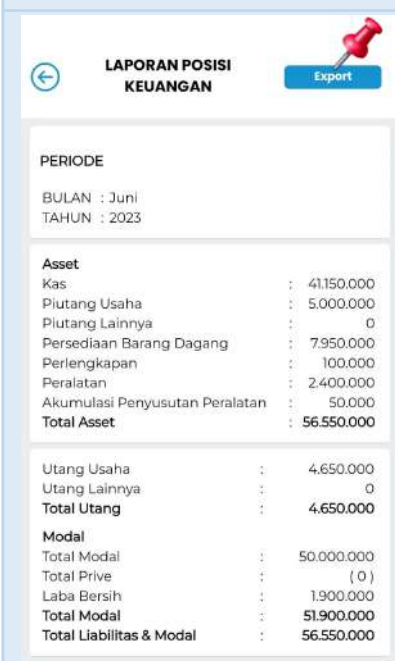 LAPORAN POSISI
KEUANGAN
Export
PERIODE
BULAN : Juni
TAHUN : 2023
Asset
Kas : 41.150.000
Piutang Usaha : 5.000.000
Piutang Lainnya : 0
Persediaan Barang Dagang : 7.950.000
Perlengkapan : 100.000
Peralatan : 2.400.000
Akumulasi Penyusutan Peralatan : 50.000
Total Asset : 56.550.000
Utang Usaha : 4.650.000
Utang Lainnya : 0
Total Utang : 4.650.000
Modal
Total Modal : 50.000.000
Total Prive : ( 0 )
Laba Bersih : 1.900.000
Total Modal : 51.900.000
Total Liabilitas & Modal : 56.550.000